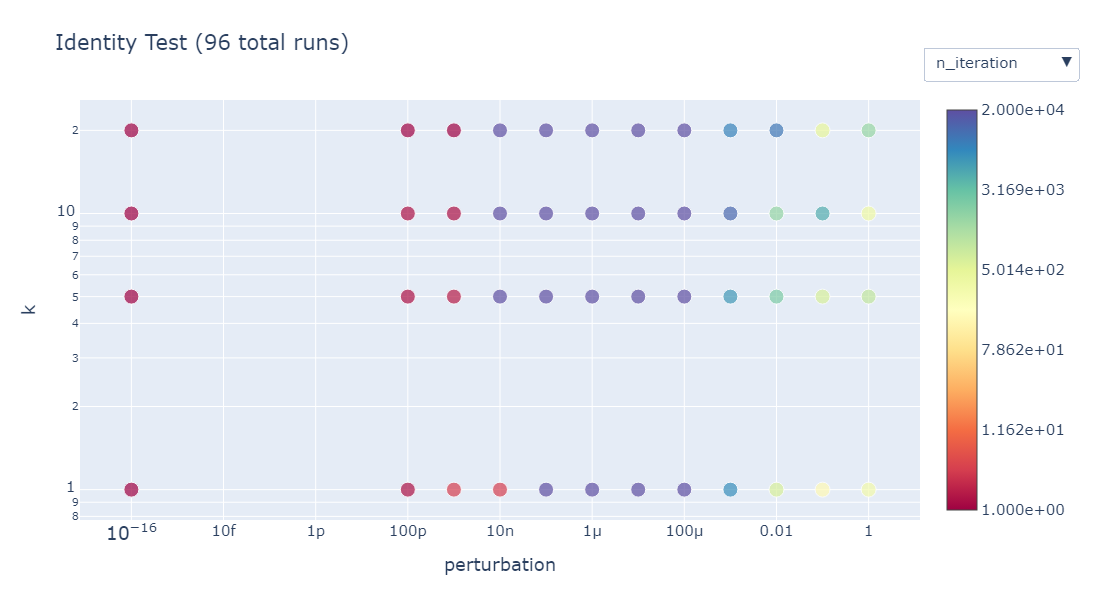 Identity Test (96 total runs)
n_iteration ▼
2
10
9
8
7
6
5
4
3
2
1
9
8
k
10−16
10f
1p
100p
10n
1μ
100μ
0.01
1
perturbation
2.000e+04
3.169e+03
5.014e+02
7.862e+01
1.162e+01
1.000e+00